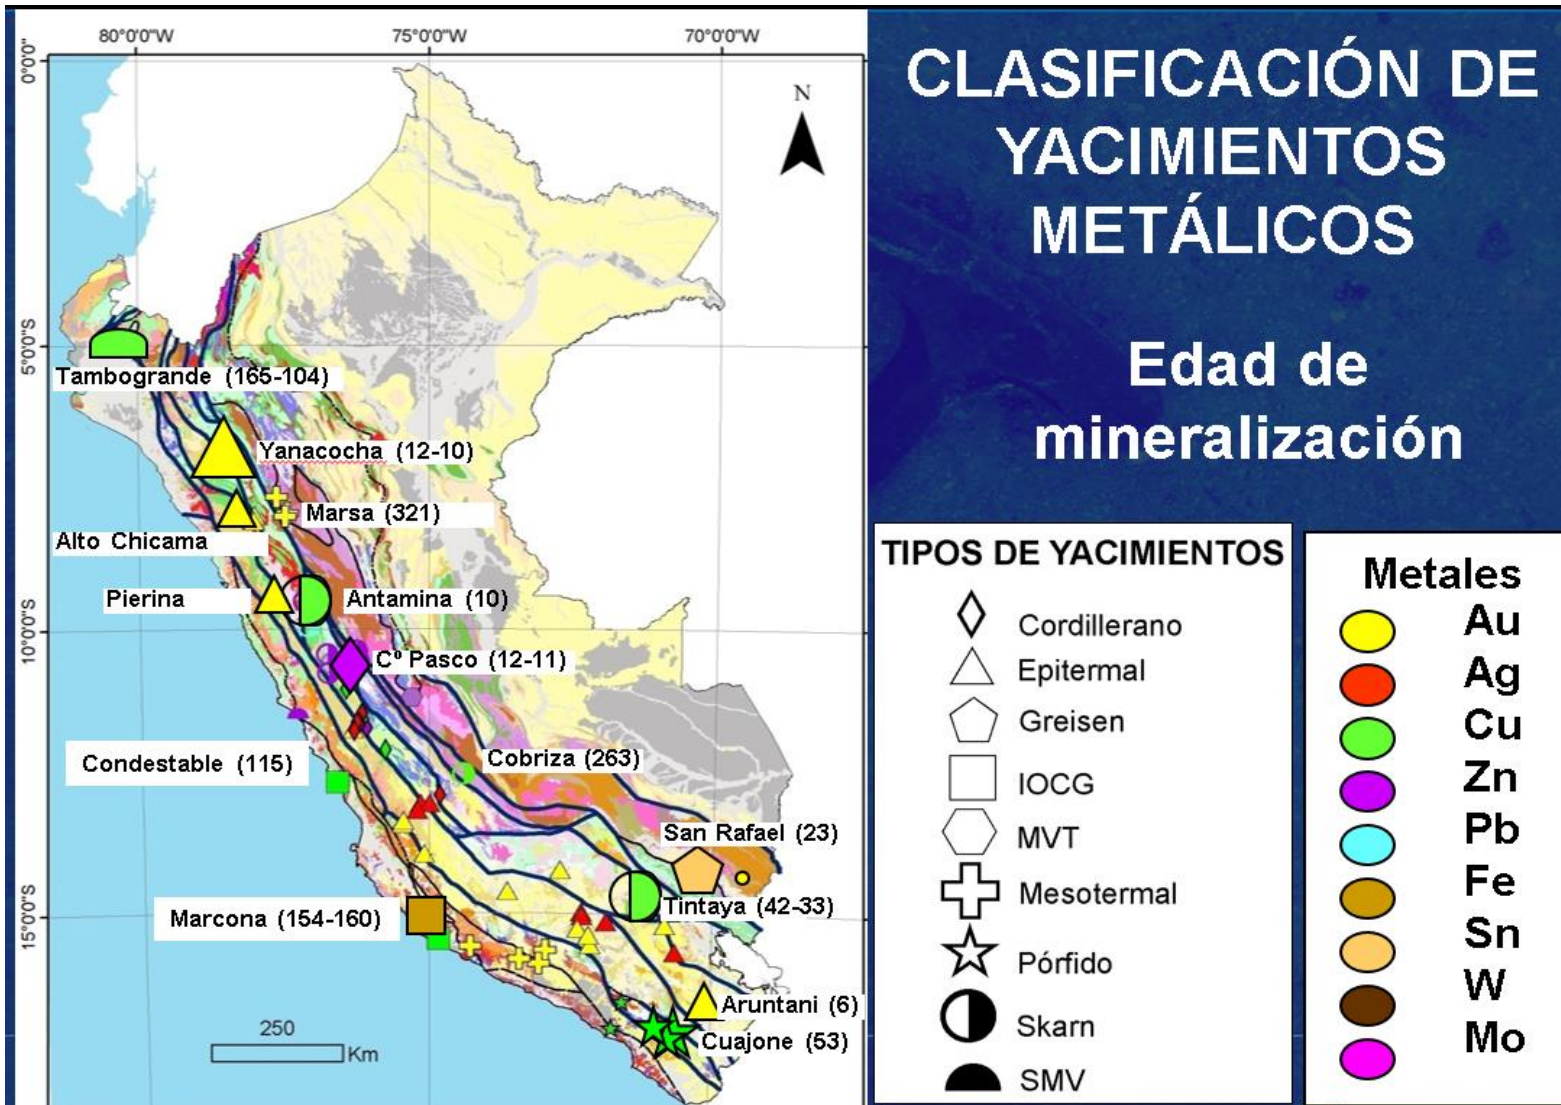 80°0'0"W
75°0'0"W
70°0'0"W
0°0'0"
5°0'0"S
10°0'0"S
15°0'0"S
N
Tambogrande (165-104)
Yanacocha (12-10)
Marsa (321)
Alto Chicama
Pierina
Antamina (10)
Cº Pasco (12-11)
Condestable (115)
Cobriza (263)
San Rafael (23)
Tintaya (42-33)
Marcona (154-160)
Aruntani (6)
Cuajone (53)
250
Km
CLASIFICACIÓN DE
YACIMIENTOS
METÁLICOS
Edad de
mineralización
TIPOS DE YACIMIENTOS
Cordillerano
Epitermal
Greisen
IOCG
MVT
Mesotermal
Pórfido
Skarn
SMV
Metales
Au
Ag
Cu
Zn
Pb
Fe
Sn
W
Mo